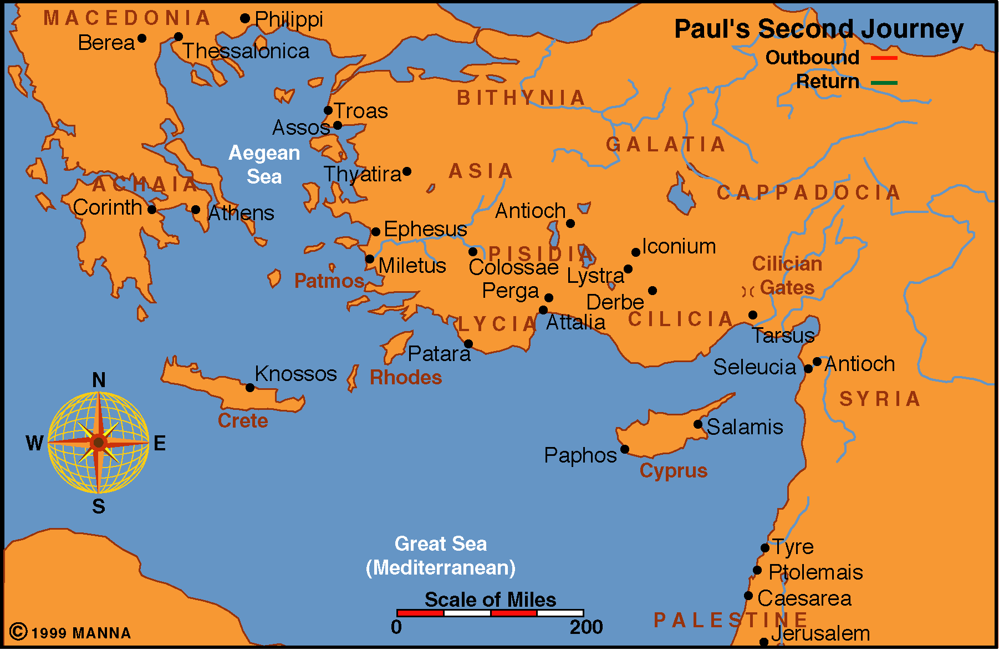 Paul's Second Journey
Outbound
Return
MACEDONIA
Philippi
Berea
Thessalonica
BITHYNIA
Troas
Assos
Aegean
Sea
GALATIA
Thyatira
ASIA
ACHAIA
CAPPADOCIA
Corinth
Athens
Antioch
Ephesus
Iconium
PISIDIA
Miletus
Colossae
Lystra
Cilician
Gates
Patmos
Perga
Derbe
LYCIA
Attalia
CILICIA
Tarsus
Patara
Seleucia
Antioch
Knossos
Rhodes
SYRIA
Crete
Salamis
Paphos
Cyprus
N
W
E
S
Great Sea
(Mediterranean)
Tyre
Ptolemais
Caesarea
PALESTINE
Jerusalem
Scale of Miles
0
200
© 1999 MANNA